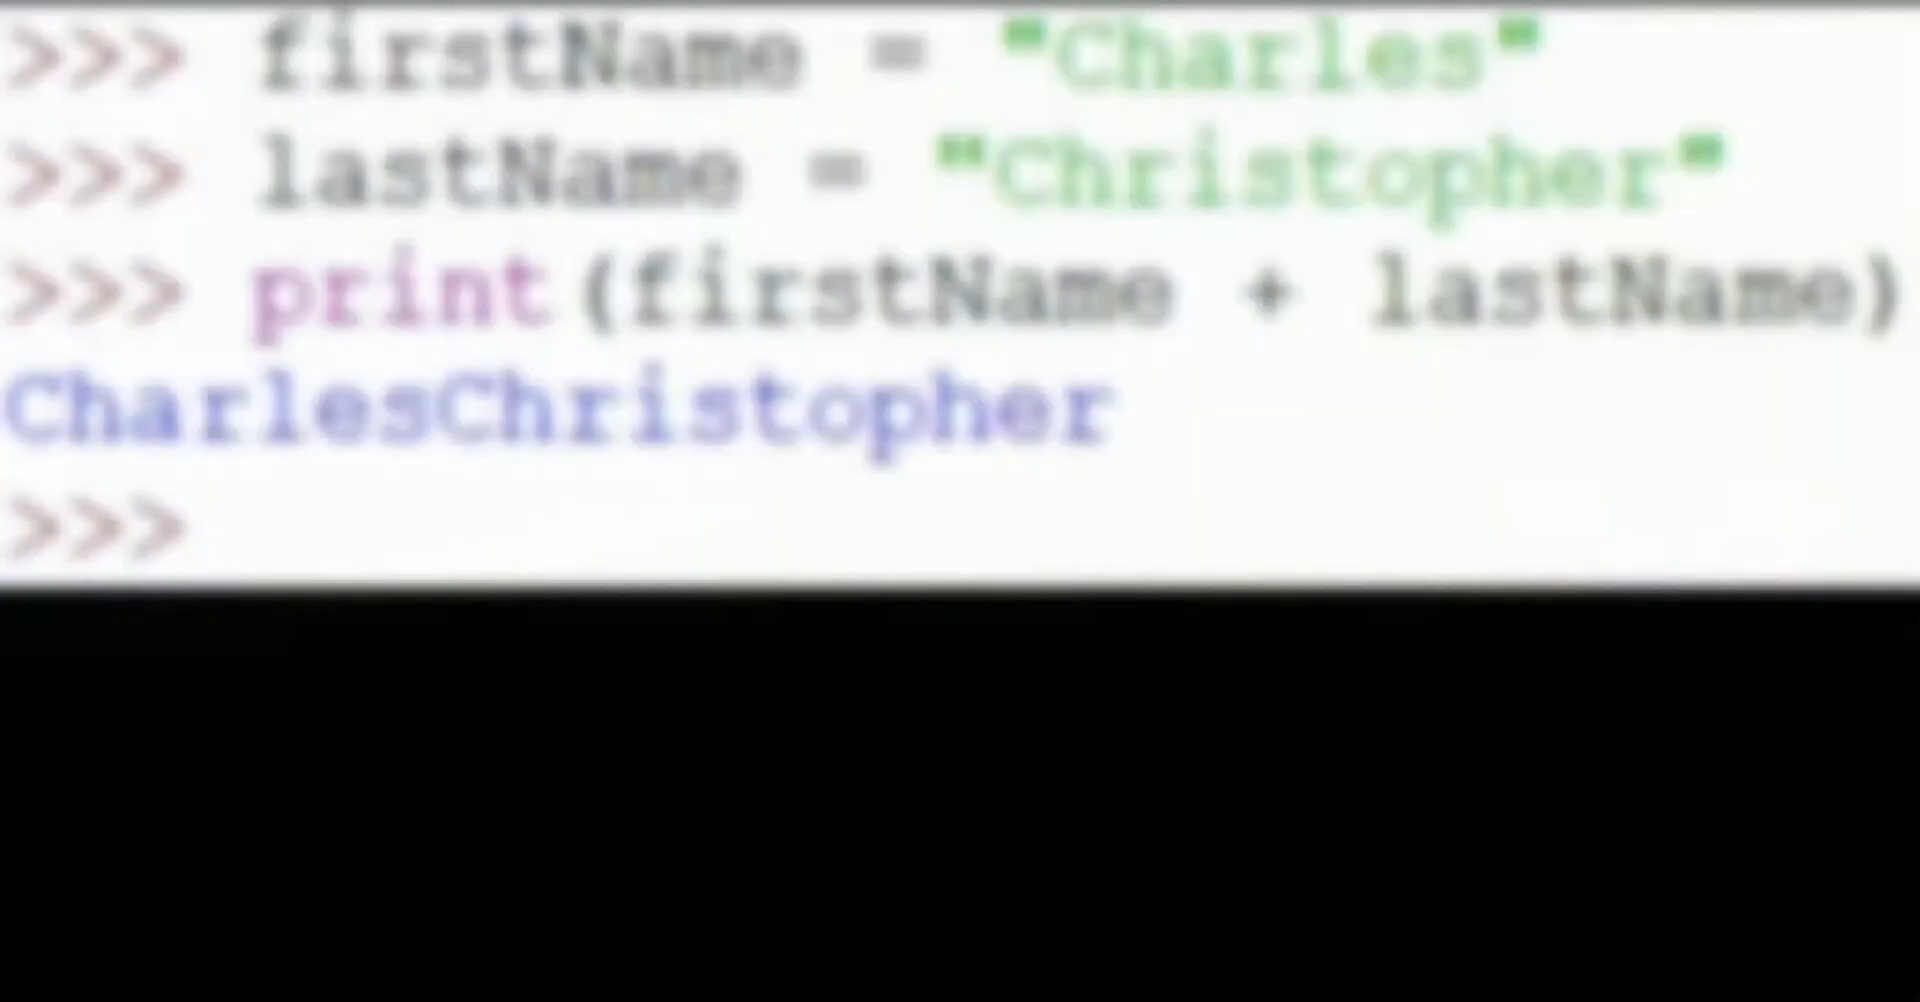 >>> firstName = "Charles"
>>> lastName = "Christopher"
>>> print(firstName + lastName)
CharlesChristopher
>>>